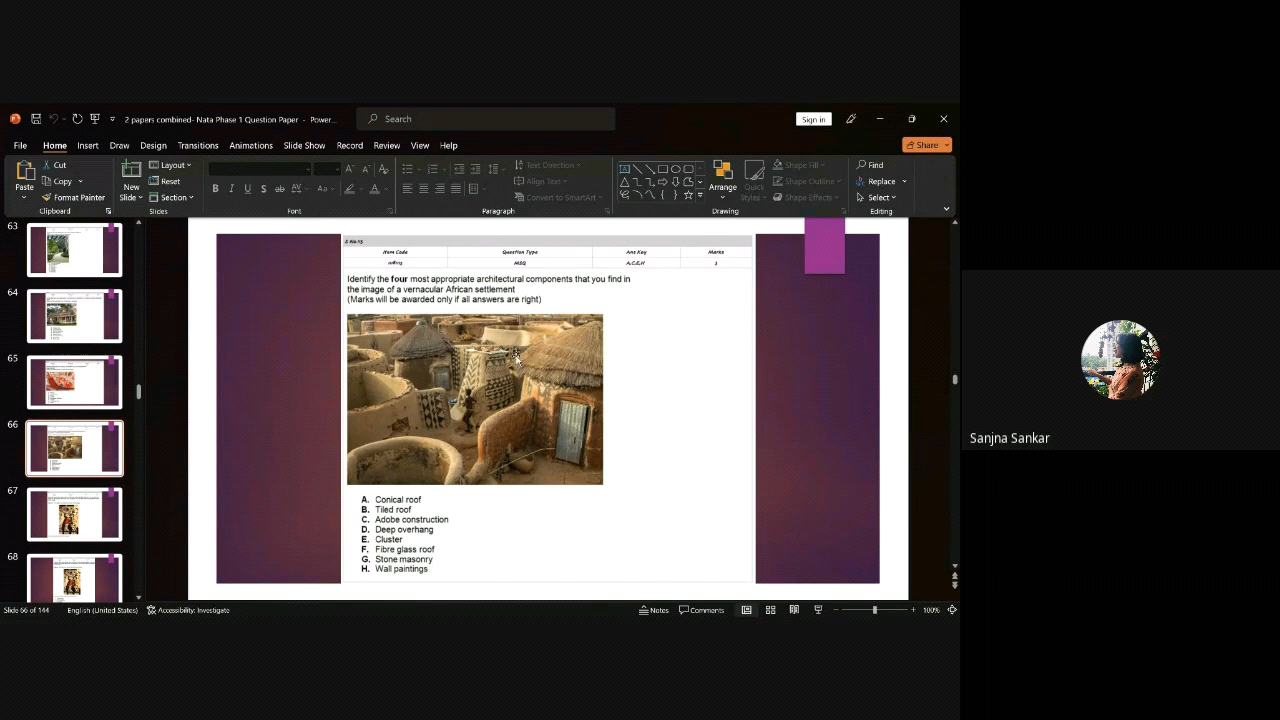 2 papers combined- Nata Phase 1 Question Paper - Power...
Search
Sign in
File Home Insert Draw Design Transitions Animations Slide Show Record Review View Help
Share
Paste
Cut
Copy
Format Painter
Clipboard
New
Slide
Layout
Reset
Section
Slides
B I U S ab AV Aa A
Font
Paragraph
Text Direction
Align Text
Convert to SmartArt
Arrange
Quick
Styles
Shape Fill
Shape Outline
Shape Effects
Drawing
Find
Replace
Select
Editing
63
64
65
66
67
68
Item Code Question Type Ans Key Marks
MSQ A,C,E,H
Identify the four most appropriate architectural components that you find in
the image of a vernacular African settlement
(Marks will be awarded only if all answers are right)
A. Conical roof
B. Tiled roof
C. Adobe construction
D. Deep overhang
E. Cluster
F. Fibre glass roof
G. Stone masonry
H. Wall paintings
Slide 66 of 144 English (United States) Accessibility: Investigate Notes Comments 100%
Sanjna Sankar